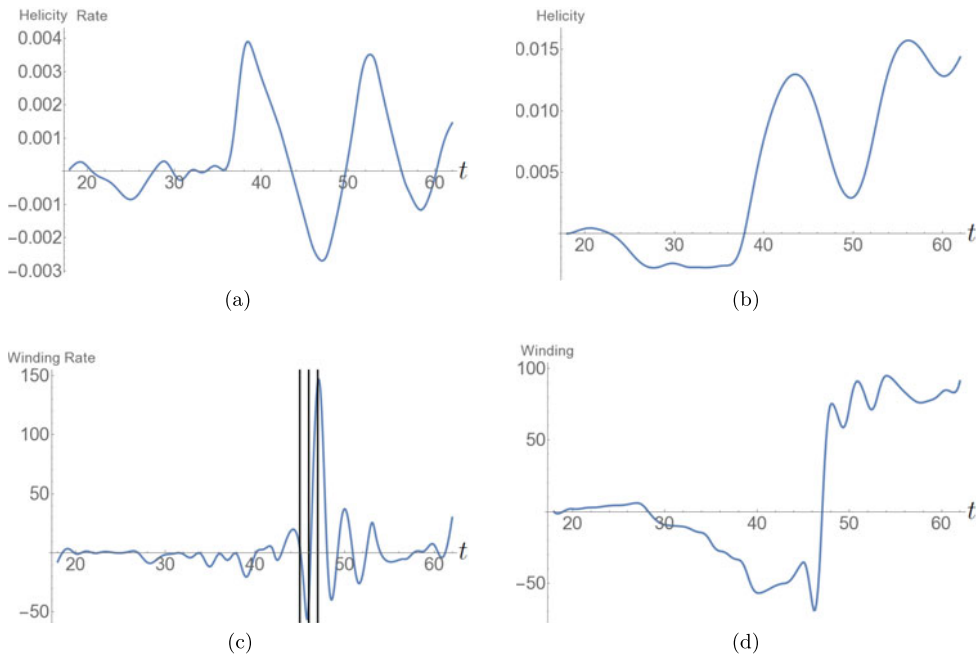 Helicity Rate
0.004
0.003
0.002
0.001
-0.001
-0.002
-0.003
20 30 40 50 60 t
(a)
Helicity
0.015
0.010
0.005
20 30 40 50 60 t
(b)
Winding Rate
150
100
50
-50
20 30 40 50 60 t
(c)
Winding
100
50
-50
20 30 40 50 60 t
(d)